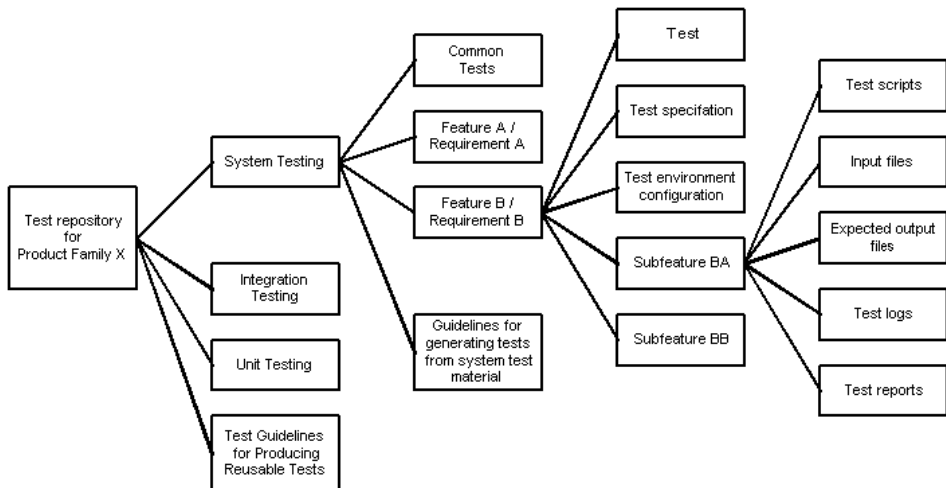 Test repository
for
Product Family X
System Testing
Integration
Testing
Unit Testing
Test Guidelines
for Producing
Reusable Tests
Common
Tests
Feature A /
Requirement A
Feature B /
Requirement B
Guidelines for
generating tests
from system test
material
Test
Test specifation
Test environment
configuration
Subfeature BA
Subfeature BB
Test scripts
Input files
Expected output
files
Test logs
Test reports